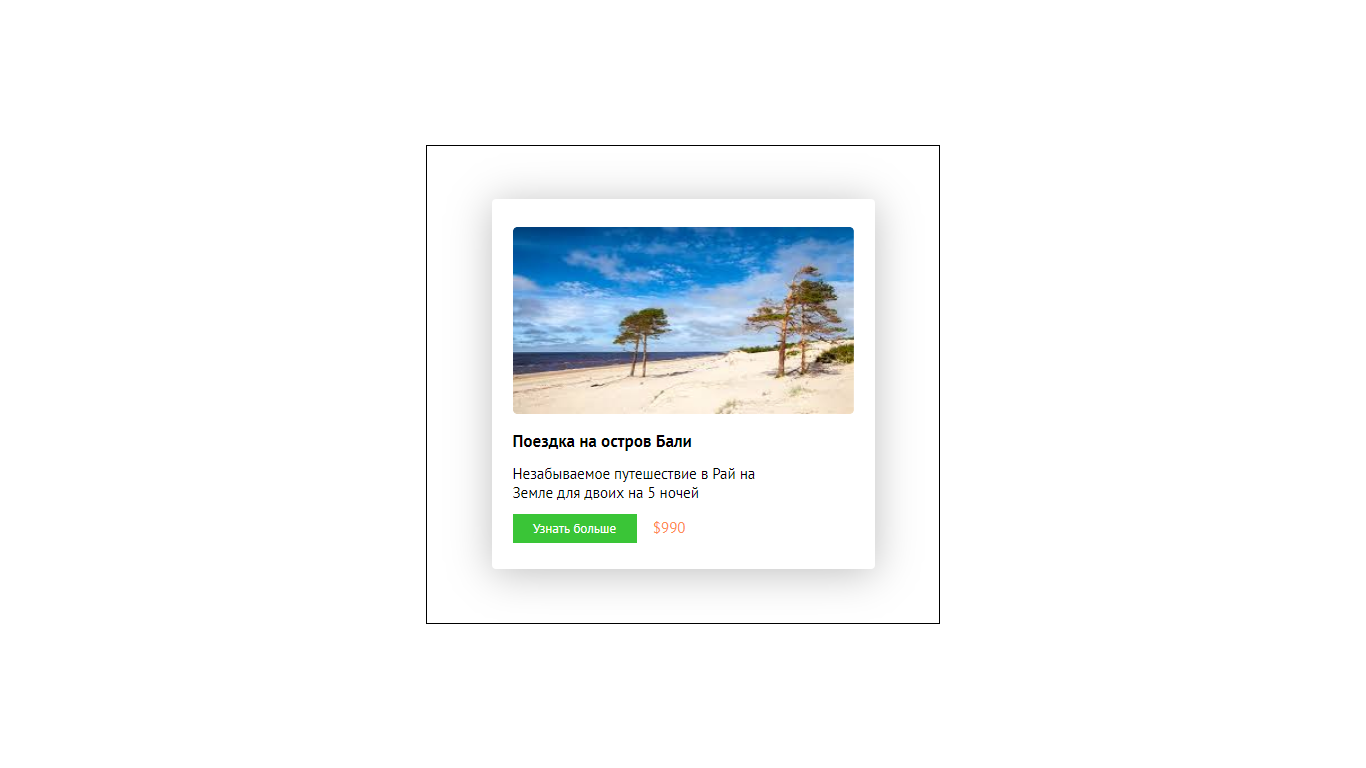 Поездка на остров Бали
Незабываемое путешествие в Рай на
Земле для двоих на 5 ночей
Узнать больше $990